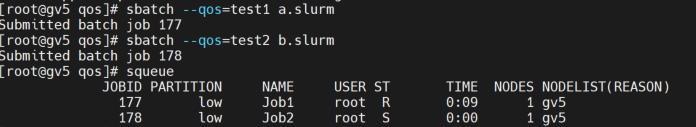 [root@gv5 qos]# sbatch --qos=test1 a.slurm
Submitted batch job 177
[root@gv5 qos]# sbatch --qos=test2 b.slurm
Submitted batch job 178
[root@gv5 qos]# squeue
JOBID PARTITION NAME USER ST TIME NODES NODELIST(REASON)
177 low Job1 root R 0:09 1 gv5
178 low Job2 root S 0:00 1 gv5